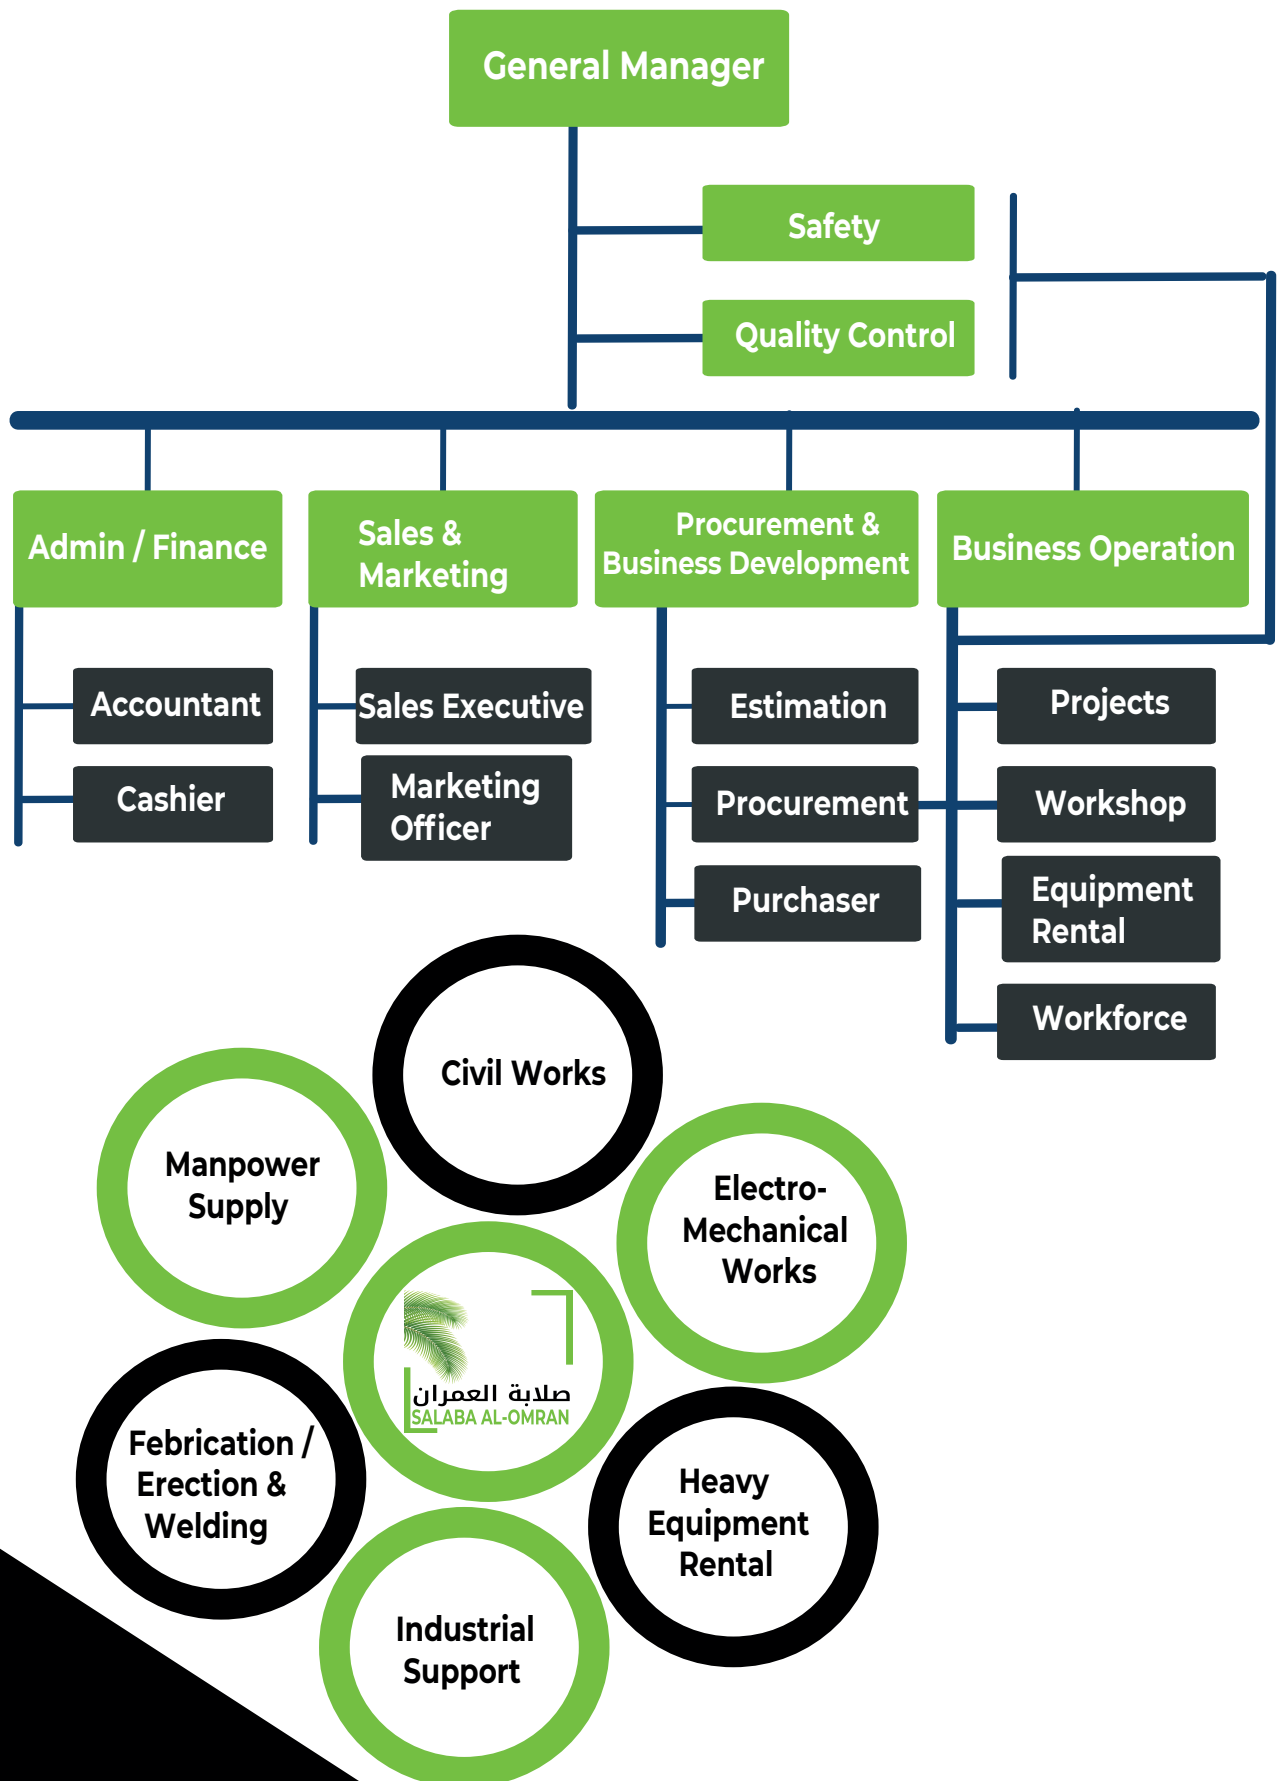 General Manager
Safety
Quality Control
Admin / Finance
Sales &
Marketing
Procurement &
Business Development
Business Operation
Accountant
Cashier
Sales Executive
Marketing
Officer
Estimation
Procurement
Purchaser
Projects
Workshop
Equipment
Rental
Workforce
Civil Works
Manpower
Supply
Electro-
Mechanical
Works
صلابة العمران
SALABA AL-OMRAN
Febrication /
Erection &
Welding
Heavy
Equipment
Rental
Industrial
Support